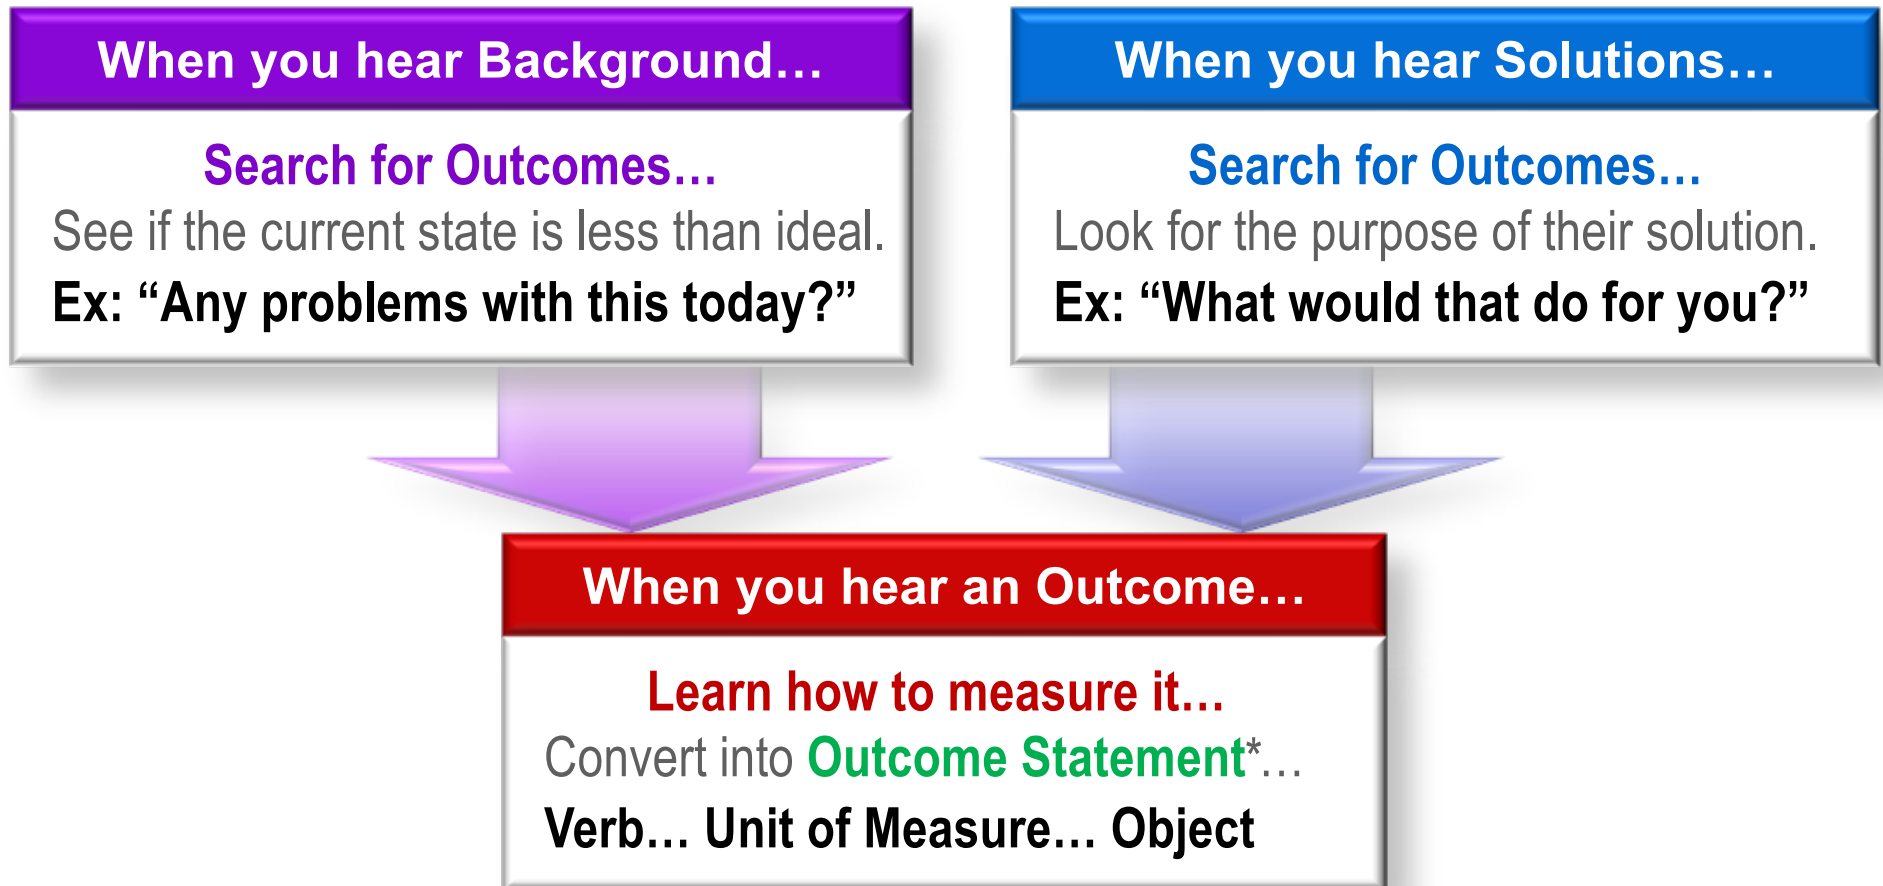 When you hear Background…
Search for Outcomes…
See if the current state is less than ideal.
Ex: “Any problems with this today?”
When you hear Solutions…
Search for Outcomes…
Look for the purpose of their solution.
Ex: “What would that do for you?”
When you hear an Outcome…
Learn how to measure it…
Convert into Outcome Statement*…
Verb… Unit of Measure… Object